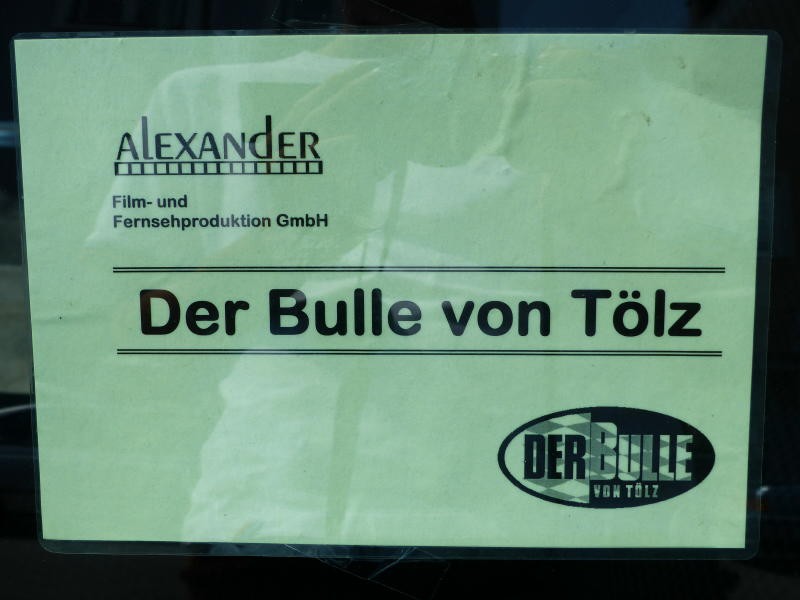 ALEXANDER
Film- und
Fernsehproduktion GmbH
Der Bulle von Tölz
DER BULLE
VON TÖLZ